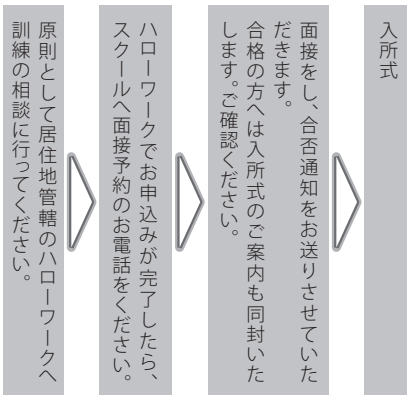 原則として居住地管轄のハローワークへ
訓練の相談に行ってください。
ハローワークでお申込みが完了したら、
スクールへ面接予約のお電話をください。
面接をし、合否通知をお送りさせていた
だきます。
合格の方へは入所式のご案内も同封いた
します。ご確認ください。
入所式